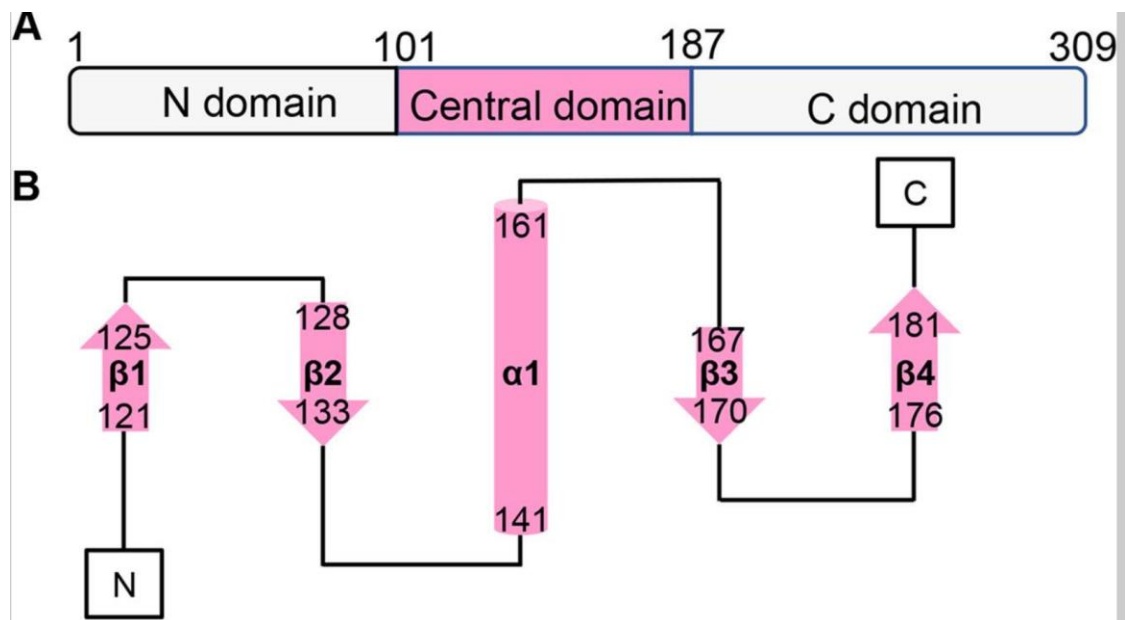 A
1 101 187 309
N domain Central domain C domain
B
C
161
125 128 181
167
β1 β2 α1 β3 β4
121 133 170 176
141
N